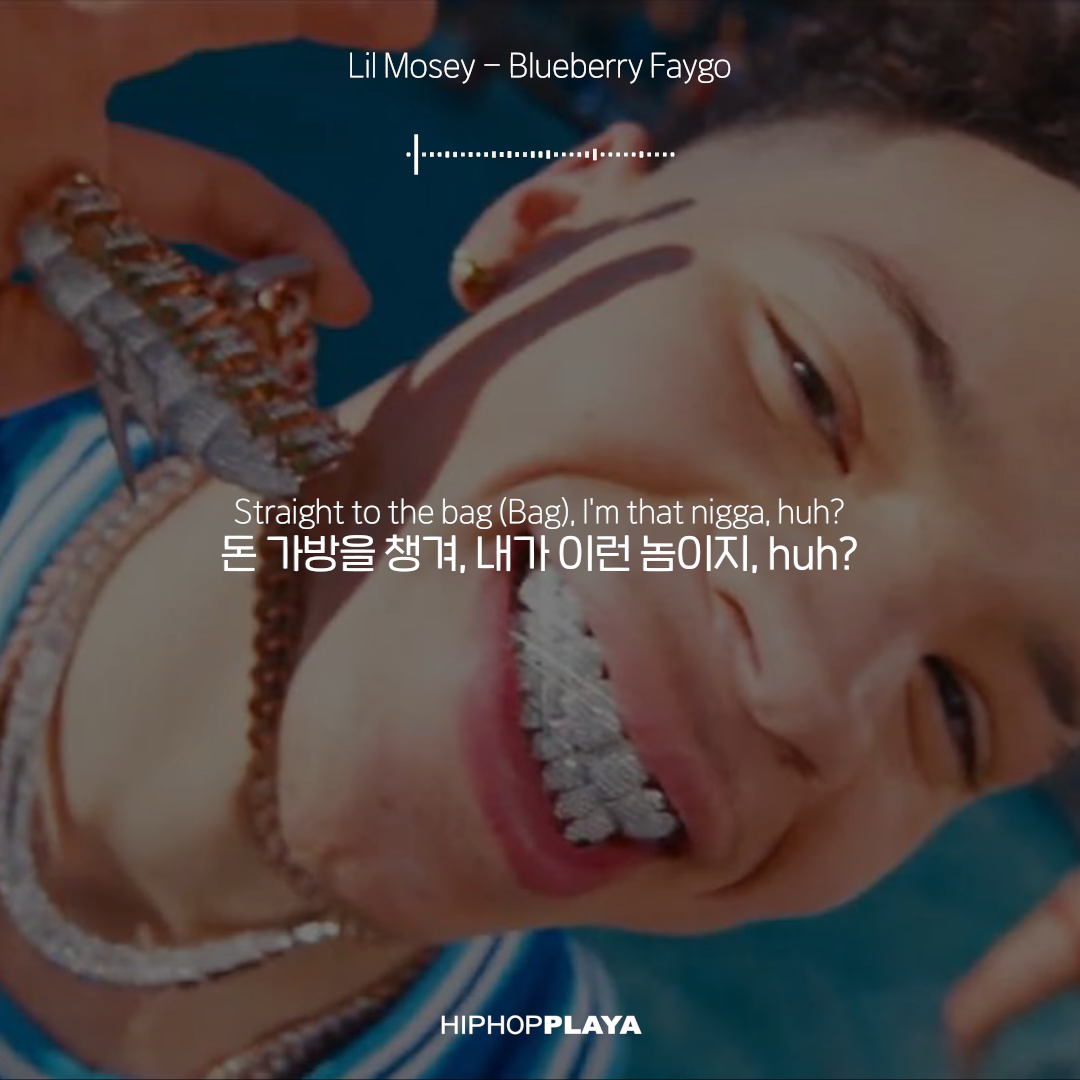 Lil Mosey – Blueberry Faygo
Straight to the bag (Bag), I'm that nigga, huh?
돈 가방을 챙겨, 내가 이런 놈이지, huh?
HIPHOPPLAYA